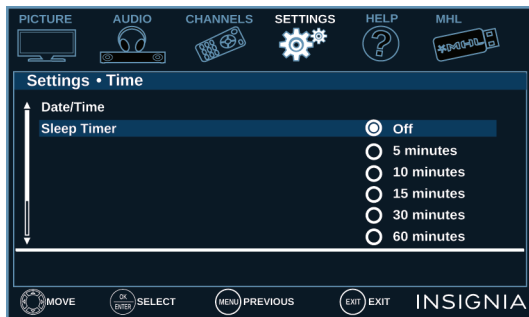 PICTURE AUDIO CHANNELS SETTINGS HELP MHL
?
MHL
Settings • Time
Date/Time
Sleep Timer Off
5 minutes
10 minutes
15 minutes
30 minutes
60 minutes
MOVE OK ENTER SELECT MENU PREVIOUS EXIT EXIT INSIGNIA